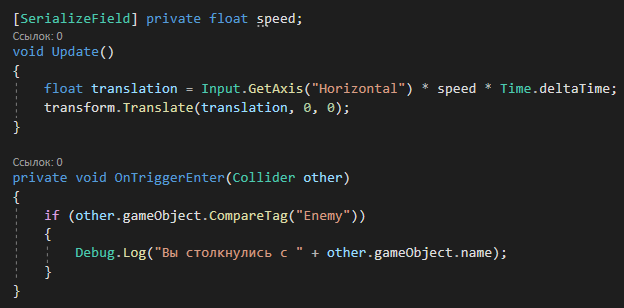 [SerializeField] private float speed;
Ссылок: 0
void Update()
{
float translation = Input.GetAxis("Horizontal") * speed * Time.deltaTime;
transform.Translate(translation, 0, 0);
}
Ссылок: 0
private void OnTriggerEnter(Collider other)
{
if (other.gameObject.CompareTag("Enemy"))
{
Debug.Log("Вы столкнулись с " + other.gameObject.name);
}
}